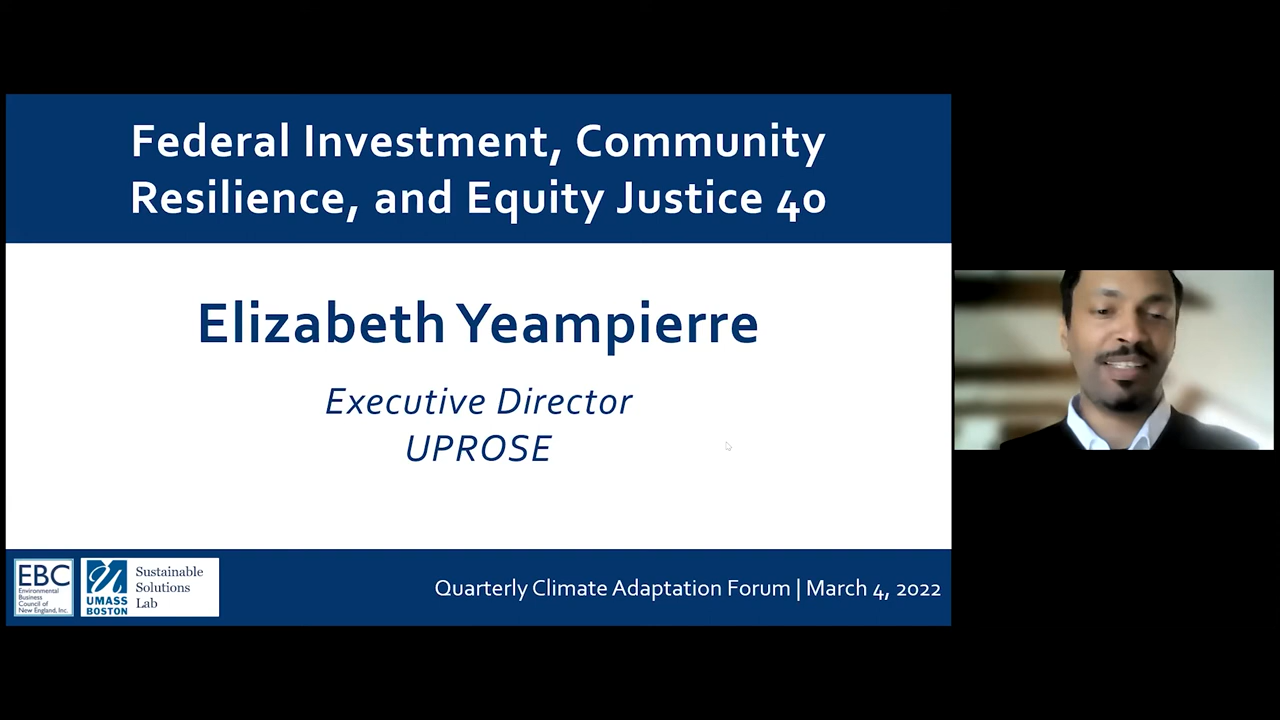 Federal Investment, Community
Resilience, and Equity Justice 40
Elizabeth Yeampierre
Executive Director
UPROSE
EBC
Environmental
Business
Council of
New England, Inc.
UMASS
BOSTON
Sustainable
Solutions
Lab
Quarterly Climate Adaptation Forum | March 4, 2022